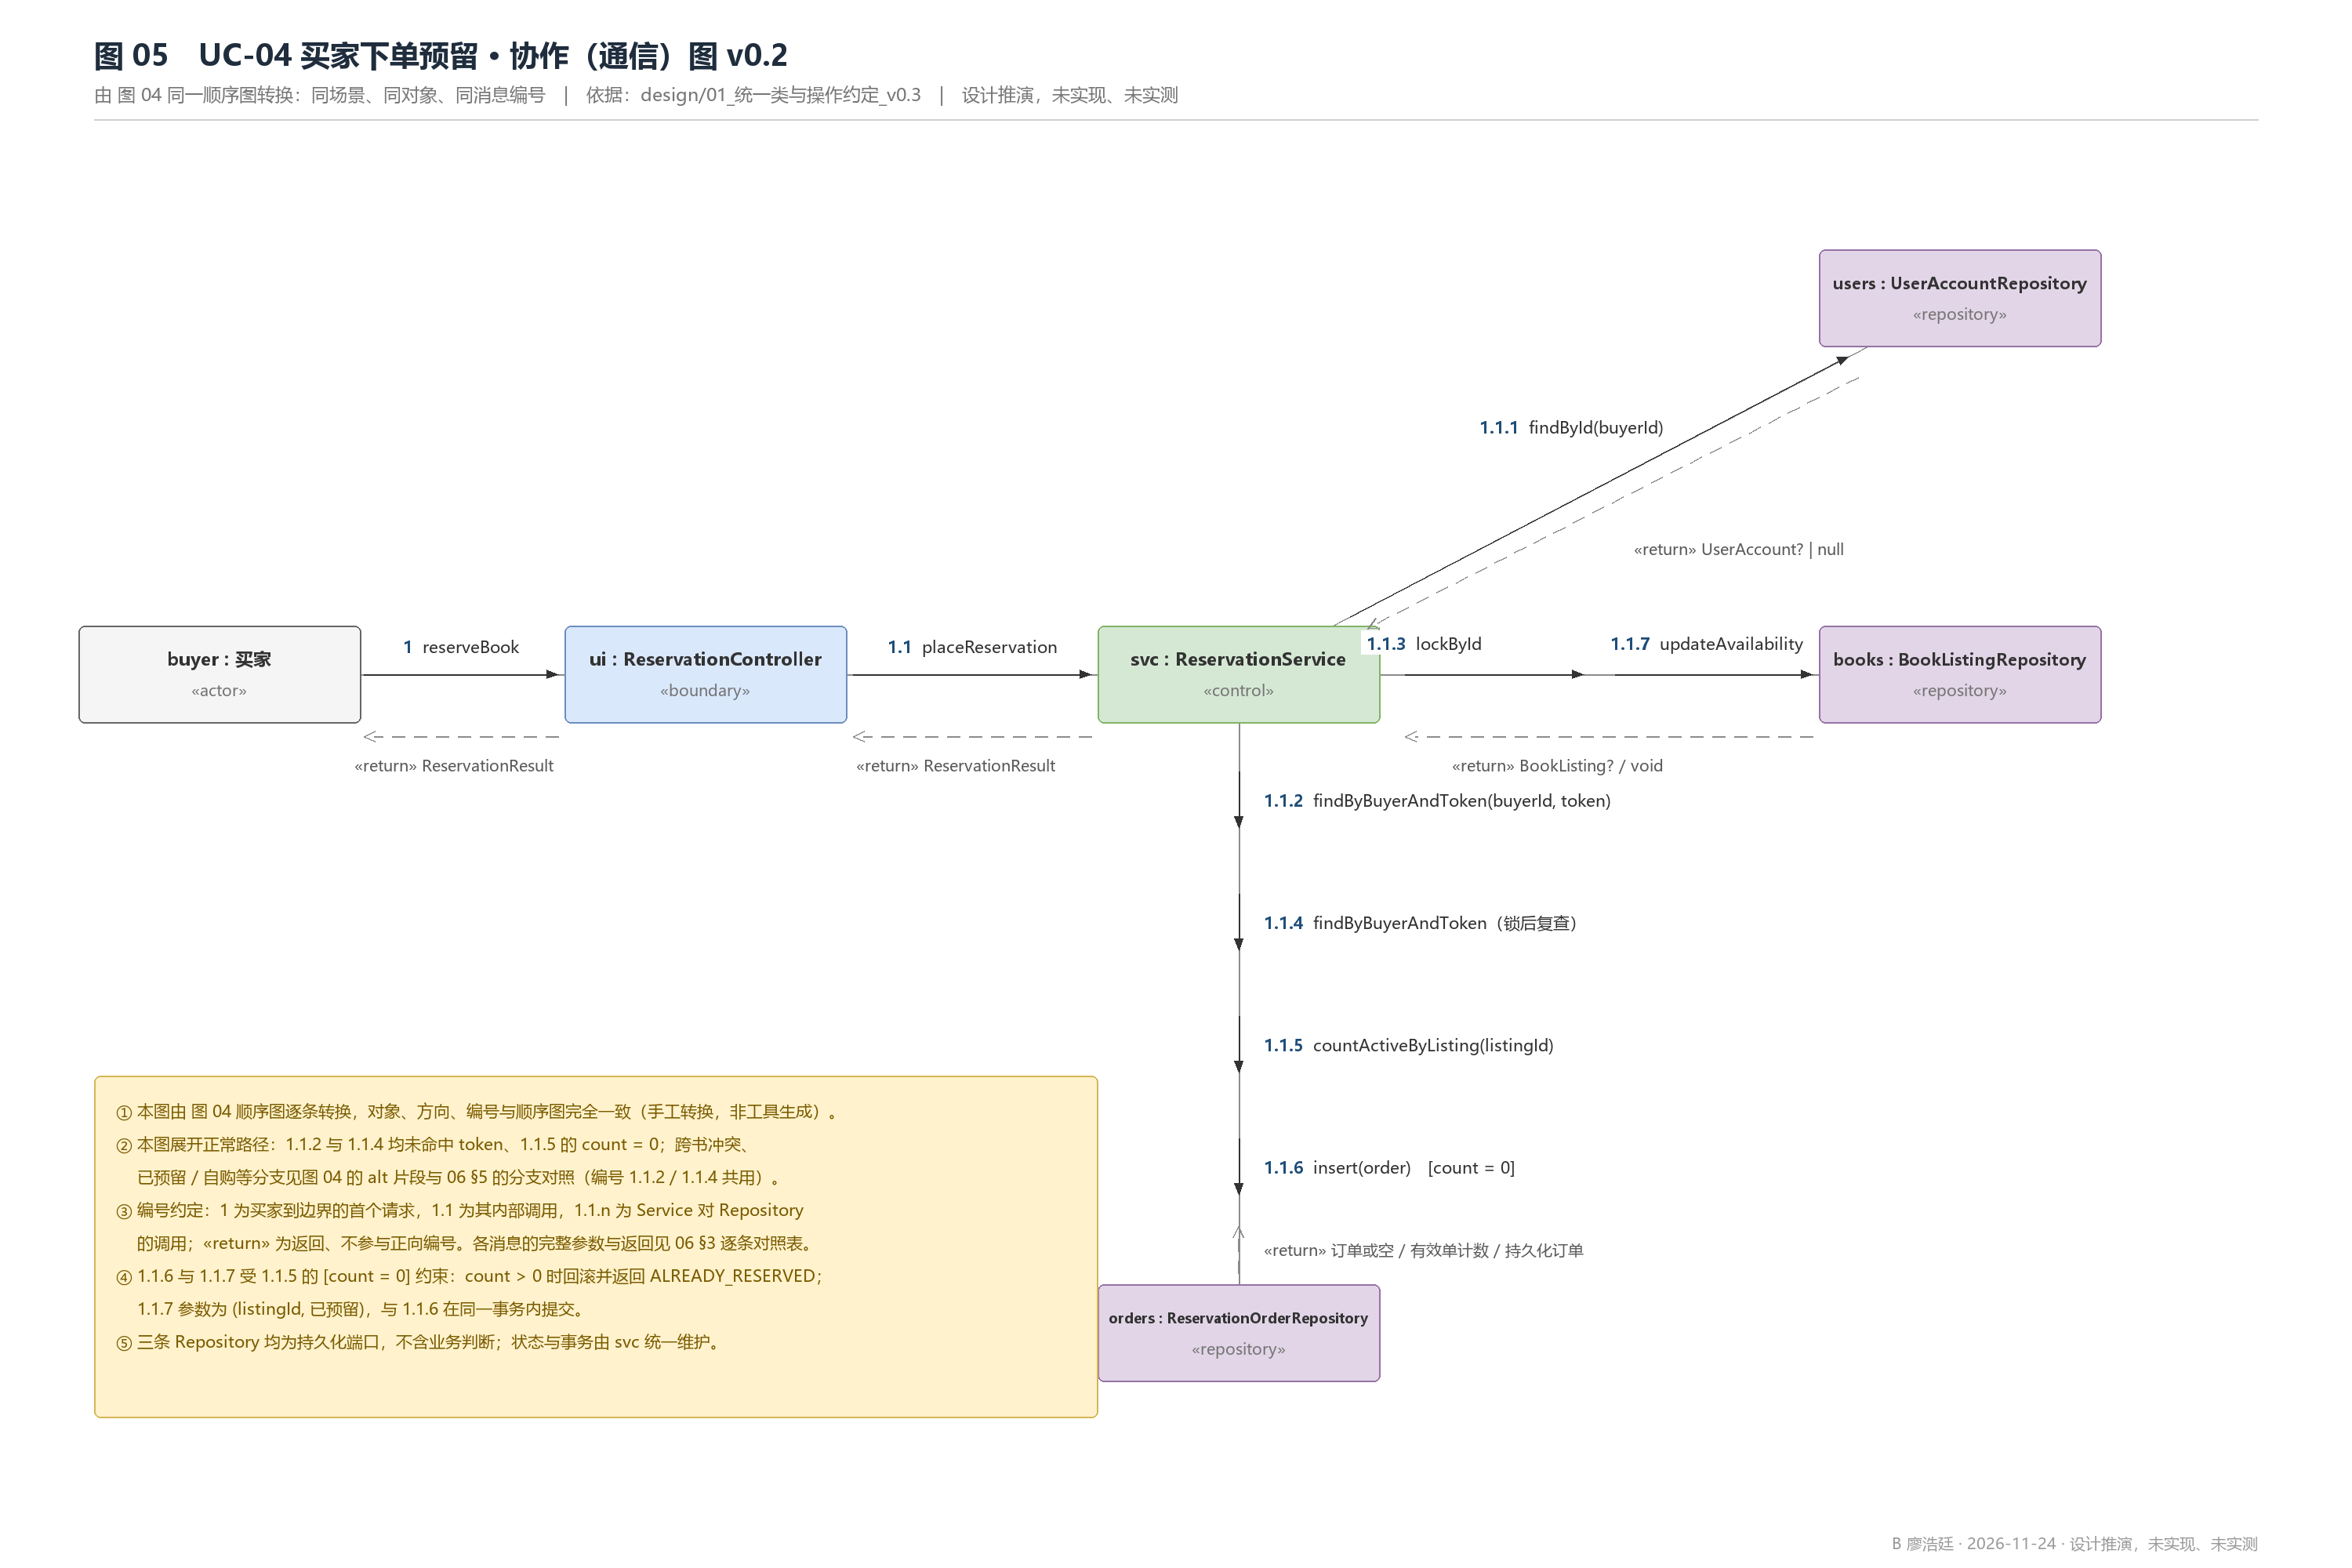 图 05　UC-04 买家下单预留 • 协作（通信）图 v0.2
由 图 04 同一顺序图转换：同场景、同对象、同消息编号 ｜ 依据：design/01_统一类与操作约定_v0.3 ｜ 设计推演，未实现、未实测
users : UserAccountRepository
«repository»
1.1.1 findById(buyerId)
«return» UserAccount? | null
buyer : 买家
«actor»
1 reserveBook
«return» ReservationResult
ui : ReservationController
«boundary»
1.1 placeReservation
«return» ReservationResult
svc : ReservationService
«control»
1.1.3 lockById
1.1.7 updateAvailability
«return» BookListing? / void
books : BookListingRepository
«repository»
1.1.2 findByBuyerAndToken(buyerId, token)
1.1.4 findByBuyerAndToken（锁后复查）
1.1.5 countActiveByListing(listingId)
1.1.6 insert(order) [count = 0]
«return» 订单或空 / 有效单计数 / 持久化订单
orders : ReservationOrderRepository
«repository»
① 本图由 图 04 顺序图逐条转换，对象、方向、编号与顺序图完全一致（手工转换，非工具生成）。
② 本图展开正常路径：1.1.2 与 1.1.4 均未命中 token、1.1.5 的 count = 0；跨书冲突、
已预留 / 自购等分支见图 04 的 alt 片段与 06 §5 的分支对照（编号 1.1.2 / 1.1.4 共用）。
③ 编号约定：1 为买家到边界的首个请求，1.1 为其内部调用，1.1.n 为 Service 对 Repository
的调用；«return» 为返回、不参与正向编号。各消息的完整参数与返回见 06 §3 逐条对照表。
④ 1.1.6 与 1.1.7 受 1.1.5 的 [count = 0] 约束：count > 0 时回滚并返回 ALREADY_RESERVED；
1.1.7 参数为 (listingId, 已预留)，与 1.1.6 在同一事务内提交。
⑤ 三条 Repository 均为持久化端口，不含业务判断；状态与事务由 svc 统一维护。
B 廖浩廷 · 2026-11-24 · 设计推演，未实现、未实测